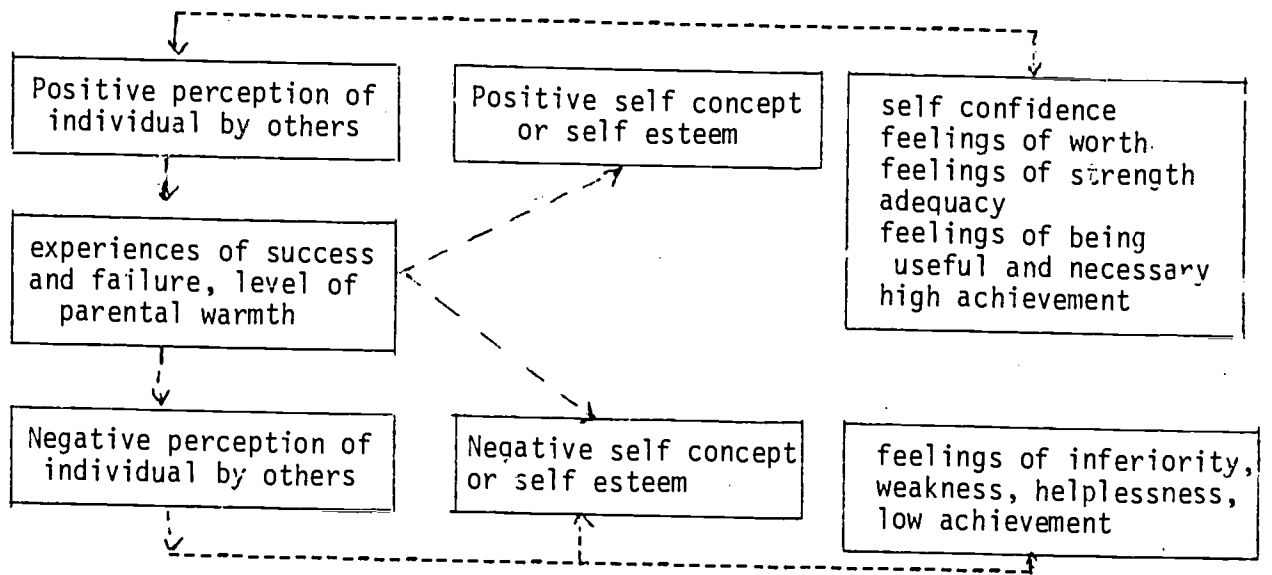 Positive perception of
individual by others
Positive self concept
or self esteem
self confidence
feelings of worth
feelings of strength
adequacy
feelings of being
useful and necessary
high achievement
experiences of success
and failure, level of
parental warmth
Negative perception of
individual by others
Negative self concept
or self esteem
feelings of inferiority,
weakness, helplessness,
low achievement